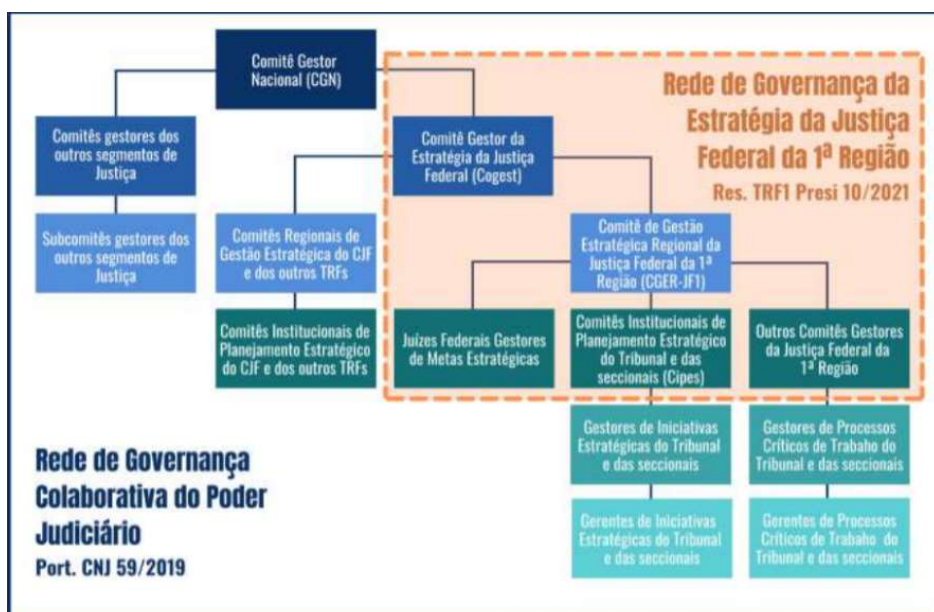 Comitê Gestor
Nacional (CGN)
Rede de Governança da
Estratégia da Justiça
Federal da 1ª Região
Res. TRF1 Presi 10/2021
Comitês gestores dos
outros segmentos de
Justiça
Comitê Gestor da
Estratégia da Justiça
Federal (Cogest)
Subcomitês gestores dos
outros segmentos de
Justiça
Comitês Regionais de
Gestão Estratégica do CJF
e dos outros TRFs
Comitê de Gestão
Estratégica Regional da
Justiça Federal da 1ª
Região (CGER-JF1)
Comitês Institucionais de
Planejamento Estratégico
do CJF e dos outros TRFs
Juízes Federais Gestores
de Metas Estratégicas
Comitês Institucionais de
Planejamento Estratégico
do Tribunal e das
seccionais (Cipes)
Outros Comitês Gestores
da Justiça Federal da
1ª Região
Gestores de Iniciativas
Estratégicas do Tribunal
e das seccionais
Gestores de Processos
Críticos de Trabaho do
Tribunal e das seccionais
Gerentes de Iniciativas
Estratégicas do Tribunal
e das seccionais
Gerentes de Processos
Críticos de Trabalho do
Tribunal e das seccionais
Rede de Governança
Colaborativa do Poder
Judiciário
Port. CNJ 59/2019